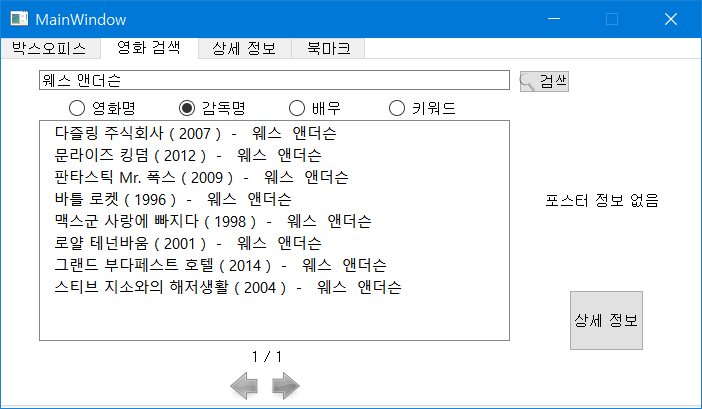 MainWindow
박스오피스 영화 검색 상세 정보 북마크
웨스 앤더슨 검색
영화명 감독명 배우 키워드
다즐링 주식회사 ( 2007 ) - 웨스 앤더슨
문라이즈 킹덤 ( 2012 ) - 웨스 앤더슨
판타스틱 Mr. 폭스 ( 2009 ) - 웨스 앤더슨
바틀 로켓 ( 1996 ) - 웨스 앤더슨
맥스군 사랑에 빠지다 ( 1998 ) - 웨스 앤더슨
로얄 테넌바움 ( 2001 ) - 웨스 앤더슨
그랜드 부다페스트 호텔 ( 2014 ) - 웨스 앤더슨
스티브 지소와의 해저생활 ( 2004 ) - 웨스 앤더슨
포스터 정보 없음
상세 정보
1 / 1